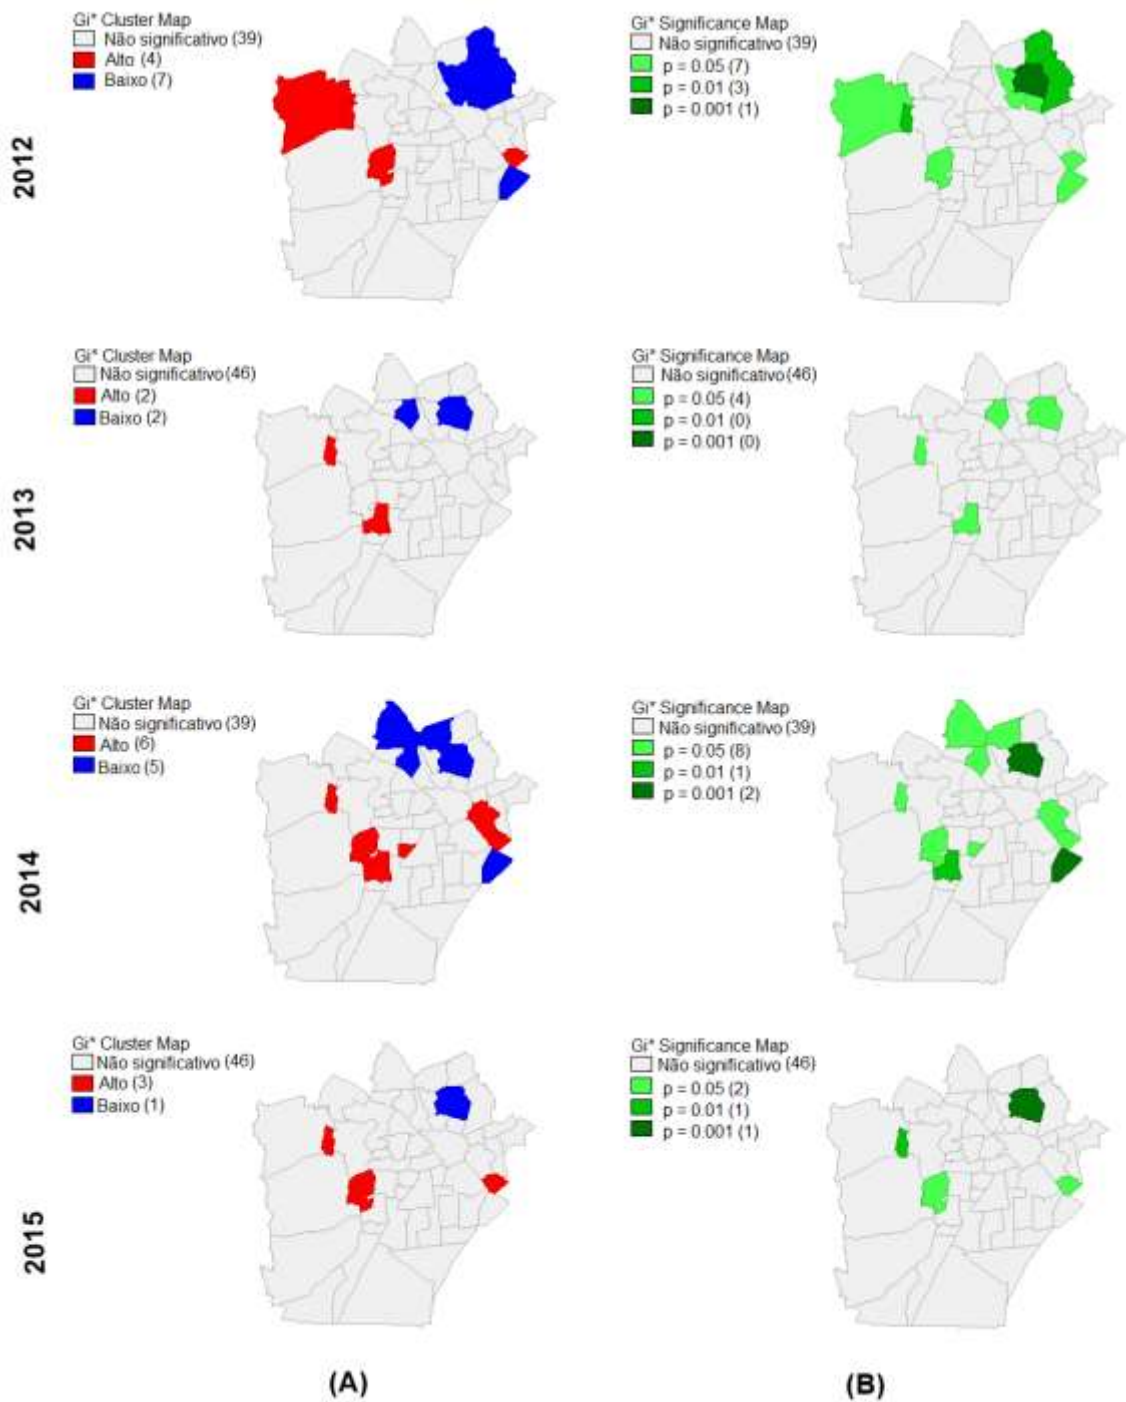 Gi* Cluster Map
Não significativo (39)
Alto (4)
Baixo (7)
Gi* Significance Map
Não significativo (39)
p = 0.05 (7)
p = 0.01 (3)
p = 0.001 (1)
2012
Gi* Cluster Map
Não significativo (46)
Alto (2)
Baixo (2)
Gi* Significance Map
Não significativo (46)
p = 0.05 (4)
p = 0.01 (0)
p = 0.001 (0)
2013
Gi* Cluster Map
Não significativo (39)
Alto (6)
Baixo (5)
Gi* Significance Map
Não significativo (39)
p = 0.05 (8)
p = 0.01 (1)
p = 0.001 (2)
2014
Gi* Cluster Map
Não significativo (46)
Alto (3)
Baixo (1)
Gi* Significance Map
Não significativo (46)
p = 0.05 (2)
p = 0.01 (1)
p = 0.001 (1)
2015
(A)
(B)